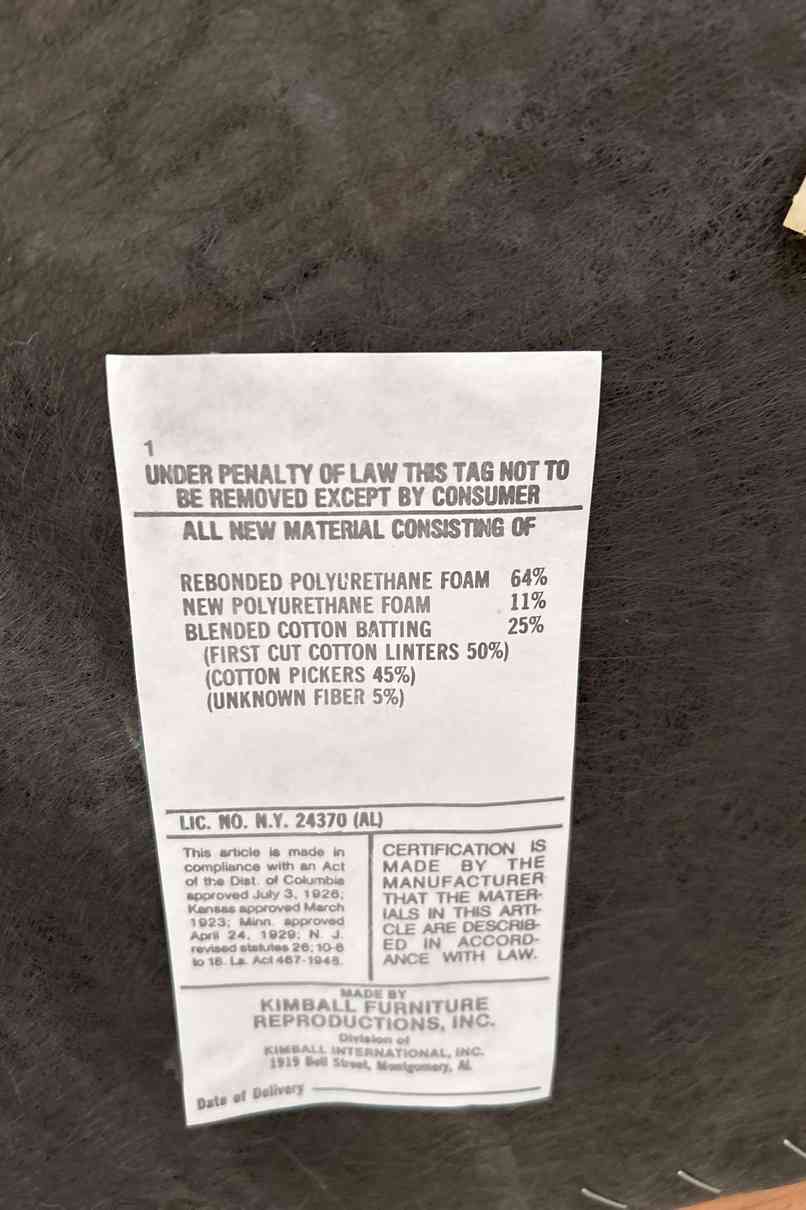 1
UNDER PENALTY OF LAW THIS TAG NOT TO
BE REMOVED EXCEPT BY CONSUMER
ALL NEW MATERIAL CONSISTING OF
REBONDED POLYURETHANE FOAM 64%
NEW POLYURETHANE FOAM 11%
BLENDED COTTON BATTING 25%
(FIRST CUT COTTON LINTERS 50%)
(COTTON PICKERS 45%)
(UNKNOWN FIBER 5%)
LIC. NO. N.Y. 24370 (AL)
This article is made in
compliance with an Act
of the Dist. of Columbia
approved July 3, 1926;
Kansas approved March
1923; Minn. approved
April 24, 1929; N. J.
revised statutes 26; 10-6
to 18. La. Act 467-1948.
CERTIFICATION IS
MADE BY THE
MANUFACTURER
THAT THE MATER-
IALS IN THIS ARTI-
CLE ARE DESCRIB-
ED IN ACCORD-
ANCE WITH LAW.
MADE BY
KIMBALL FURNITURE
REPRODUCTIONS, INC.
Division of
KIMBALL INTERNATIONAL, INC.
1919 Bell Street, Montgomery, AL
Date of Delivery